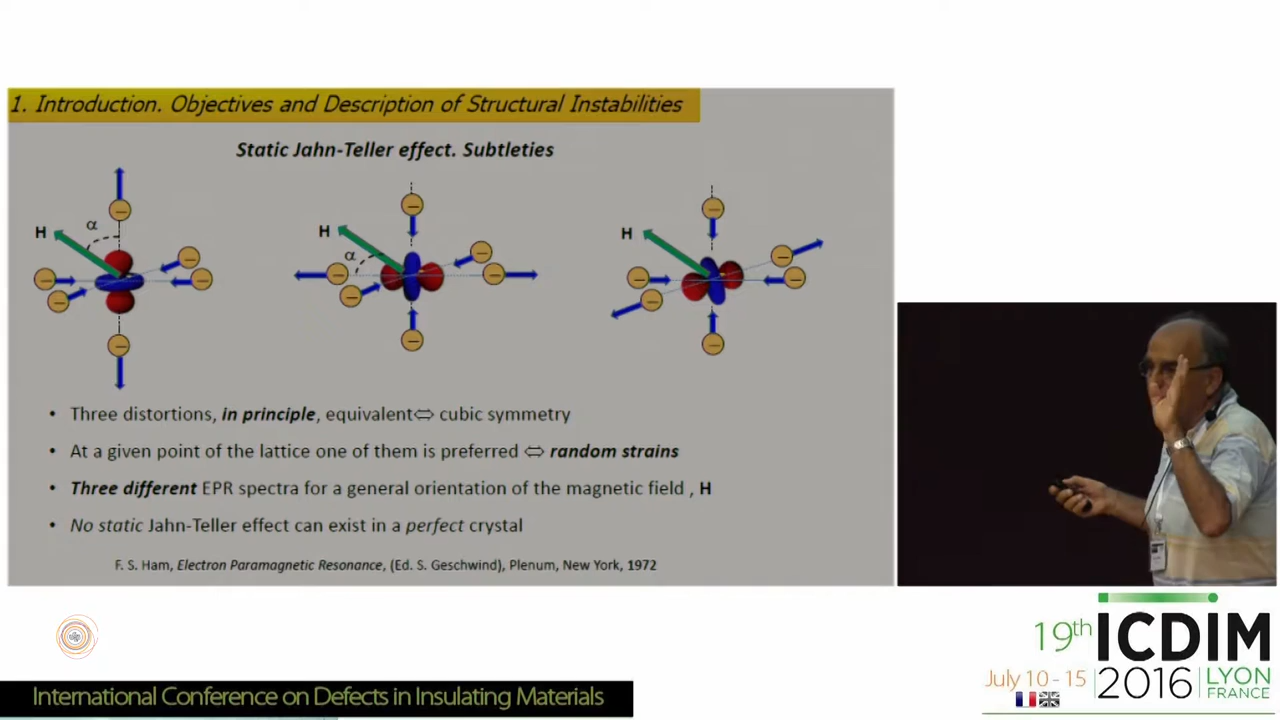 1. Introduction. Objectives and Description of Structural Instabilities
Static Jahn-Teller effect. Subtleties
H α
H α
H
• Three distortions, in principle, equivalent⇔ cubic symmetry
• At a given point of the lattice one of them is preferred ⇔ random strains
• Three different EPR spectra for a general orientation of the magnetic field , H
• No static Jahn-Teller effect can exist in a perfect crystal
F. S. Ham, Electron Paramagnetic Resonance, (Ed. S. Geschwind), Plenum, New York, 1972
19th ICDIM
July 10 - 15 2016 LYON
FRANCE
International Conference on Defects in Insulating Materials